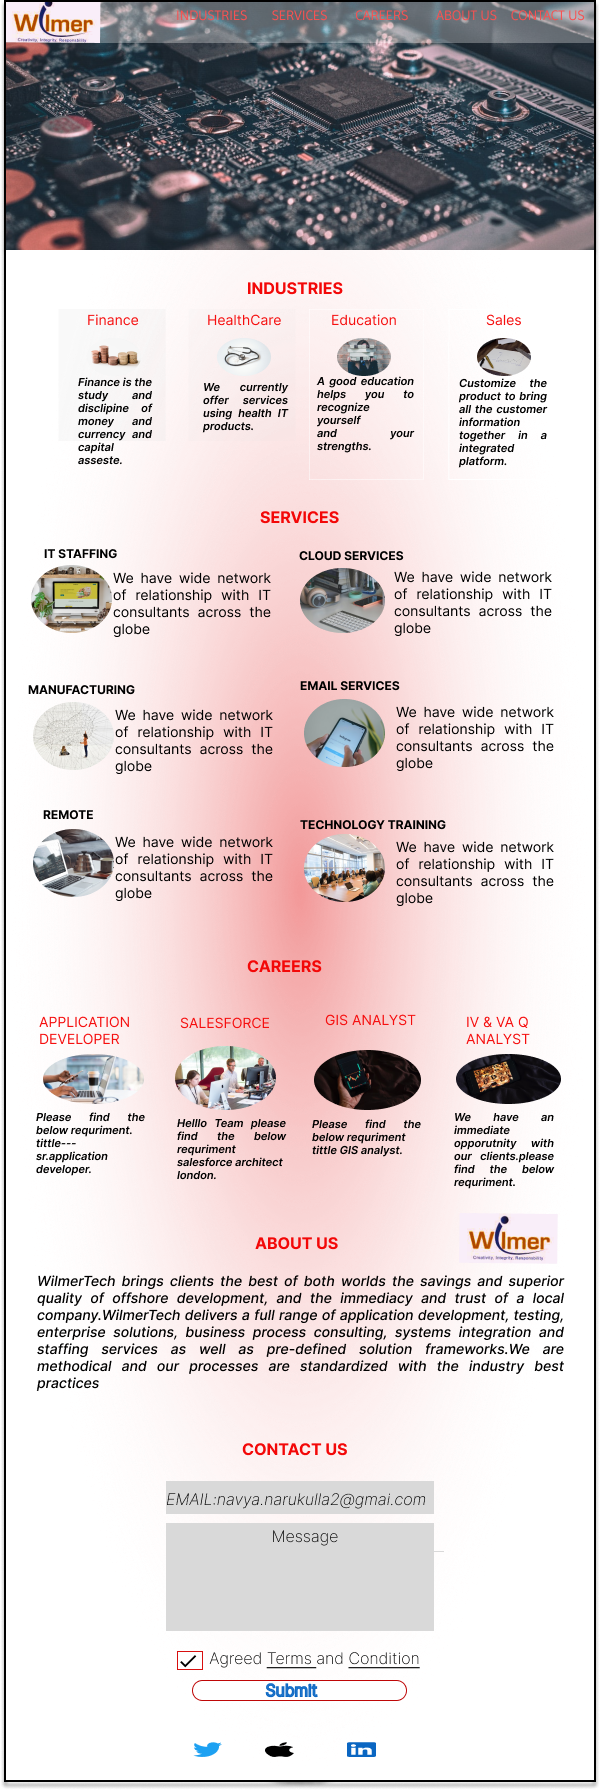 Wilmer
Creativity, Integrity, Responsibility
INDUSTRIES SERVICES CAREERS ABOUT US CONTACT US
INDUSTRIES
Finance
Finance is the
study and
disclipine of
money and
currency and
capital
asseste.
HealthCare
We currently
offer services
using health IT
products.
Education
A good education
helps you to
recognize
yourself
and your
strengths.
Sales
Customize the
product to bring
all the customer
information
together in a
integrated
platform.
SERVICES
IT STAFFING
We have wide network
of relationship with IT
consultants across the
globe
CLOUD SERVICES
We have wide network
of relationship with IT
consultants across the
globe
MANUFACTURING
We have wide network
of relationship with IT
consultants across the
globe
EMAIL SERVICES
We have wide network
of relationship with IT
consultants across the
globe
REMOTE
We have wide network
of relationship with IT
consultants across the
globe
TECHNOLOGY TRAINING
We have wide network
of relationship with IT
consultants across the
globe
CAREERS
APPLICATION
DEVELOPER
Please find the
below requriment.
tittle---
sr.application
developer.
SALESFORCE
Helllo Team please
find the below
requriment
salesforce architect
london.
GIS ANALYST
Please find the
below requriment
tittle GIS analyst.
IV & VA Q
ANALYST
We have an
immediate
opporutnity with
our clients.please
find the below
requriment.
Wilmer
Creativity, Integrity, Responsibility
ABOUT US
WilmerTech brings clients the best of both worlds the savings and superior
quality of offshore development, and the immediacy and trust of a local
company.WilmerTech delivers a full range of application development, testing,
enterprise solutions, business process consulting, systems integration and
staffing services as well as pre-defined solution frameworks.We are
methodical and our processes are standardized with the industry best
practices
CONTACT US
EMAIL:navya.narukulla2@gmai.com
Message
Agreed Terms and Condition
Submit
in